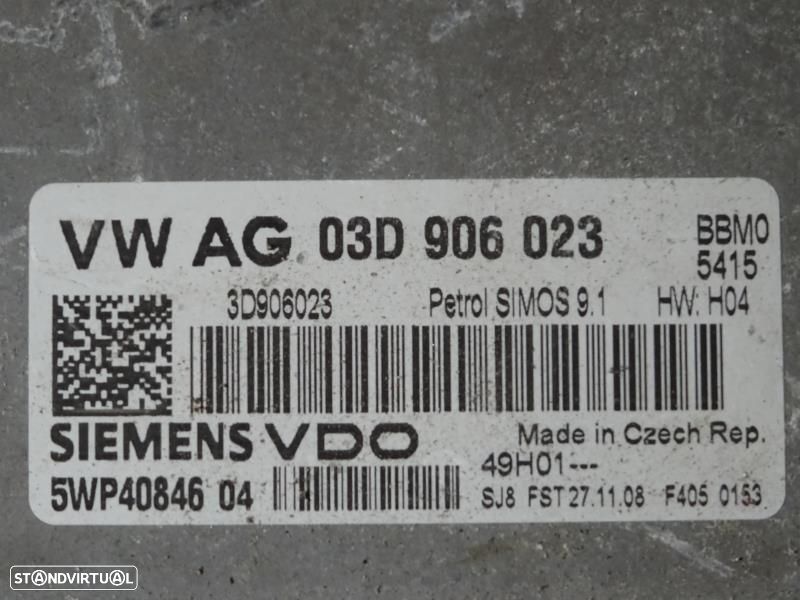 VW AG 03D 906 023
BBM0
5415
3D906023 Petrol SIMOS 9.1 HW: H04
SIEMENS VDO
Made in Czech Rep.
49H01---
5WP40846 04
SJ8 FST 27.11.08 F405 0153
STANDVIRTUAL